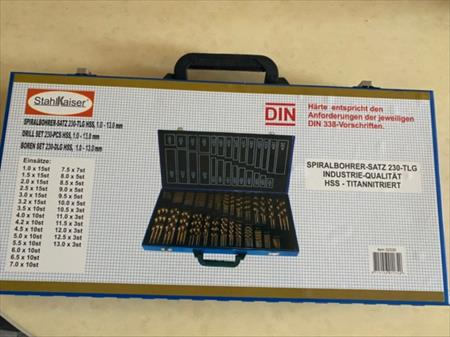 StahlKaiser
SPIRALBOHRER-SATZ 230-TLG HSS, 1.0 - 13.0 mm
DRILL SET 230-PCS HSS, 1.0 - 13.0 mm
BOREN SET 230-DLG HSS, 1.0 - 13.0 mm
Einsätze:
1.0 x 15st 7.5 x 7st
1.5 x 15st 8.0 x 5st
2.0 x 15st 8.5 x 5st
2.5 x 15st 9.0 x 5st
3.0 x 15st 9.5 x 5st
3.2 x 15st 10.0 x 5st
3.5 x 10st 10.5 x 3st
4.0 x 10st 11.0 x 3st
4.2 x 10st 11.5 x 3st
4.5 x 10st 12.0 x 3st
5.0 x 10st 12.5 x 3st
5.5 x 10st 13.0 x 3st
6.0 x 10st
6.5 x 10st
7.0 x 10st
DIN
Härte entspricht den
Anforderungen der jeweiligen
DIN 338-Vorschriften.
SPIRALBOHRER-SATZ 230-TLG
INDUSTRIE-QUALITÄT
HSS - TITANNITRIERT